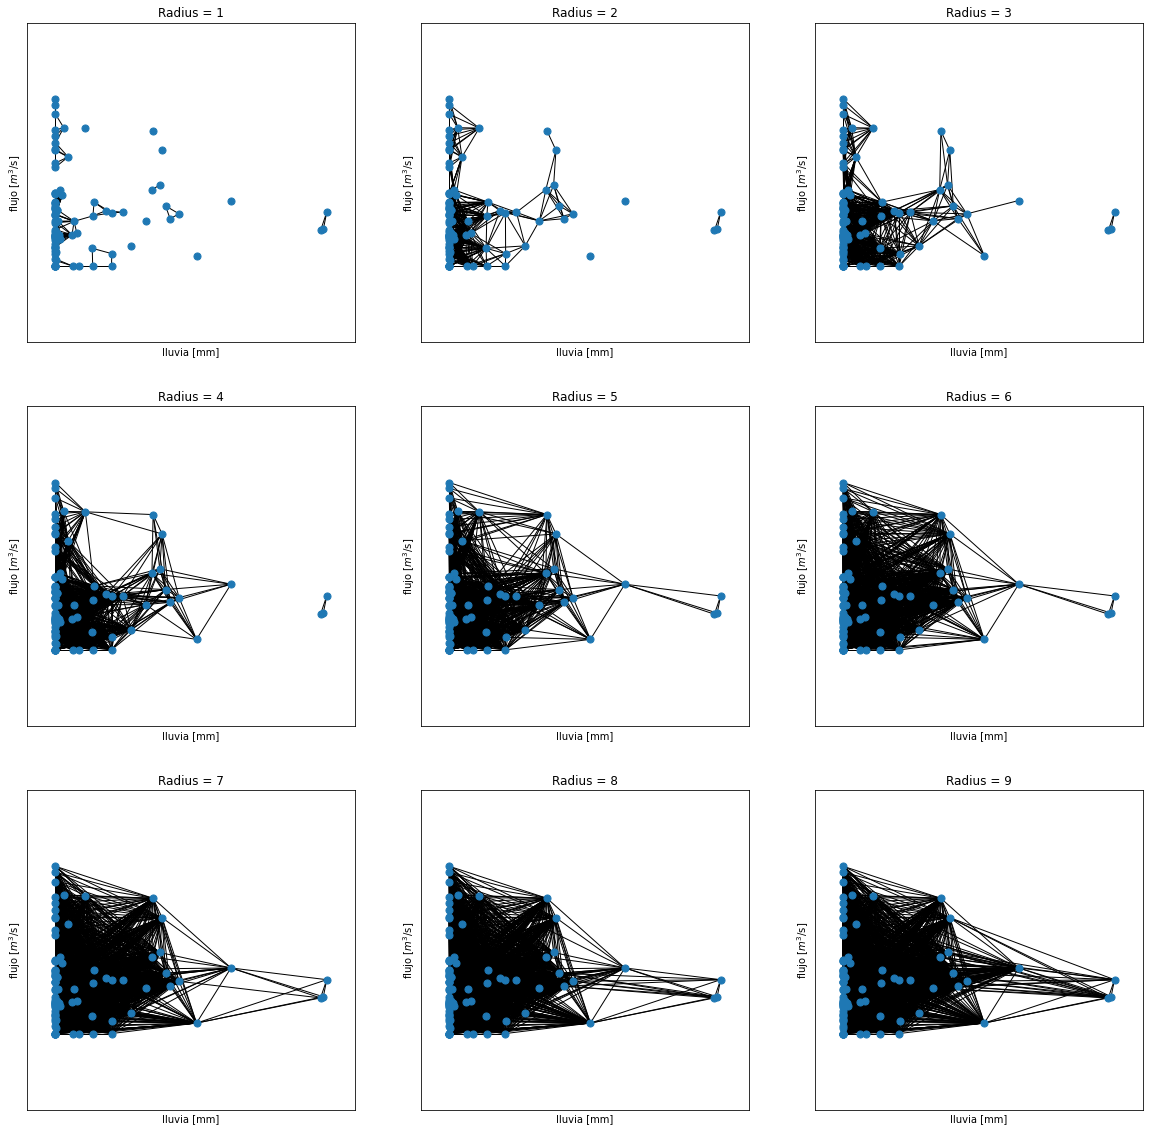 Radius = 1
flujo [m³/s]
lluvia [mm]
Radius = 2
flujo [m³/s]
lluvia [mm]
Radius = 3
flujo [m³/s]
lluvia [mm]
Radius = 4
flujo [m³/s]
lluvia [mm]
Radius = 5
flujo [m³/s]
lluvia [mm]
Radius = 6
flujo [m³/s]
lluvia [mm]
Radius = 7
flujo [m³/s]
lluvia [mm]
Radius = 8
flujo [m³/s]
lluvia [mm]
Radius = 9
flujo [m³/s]
lluvia [mm]